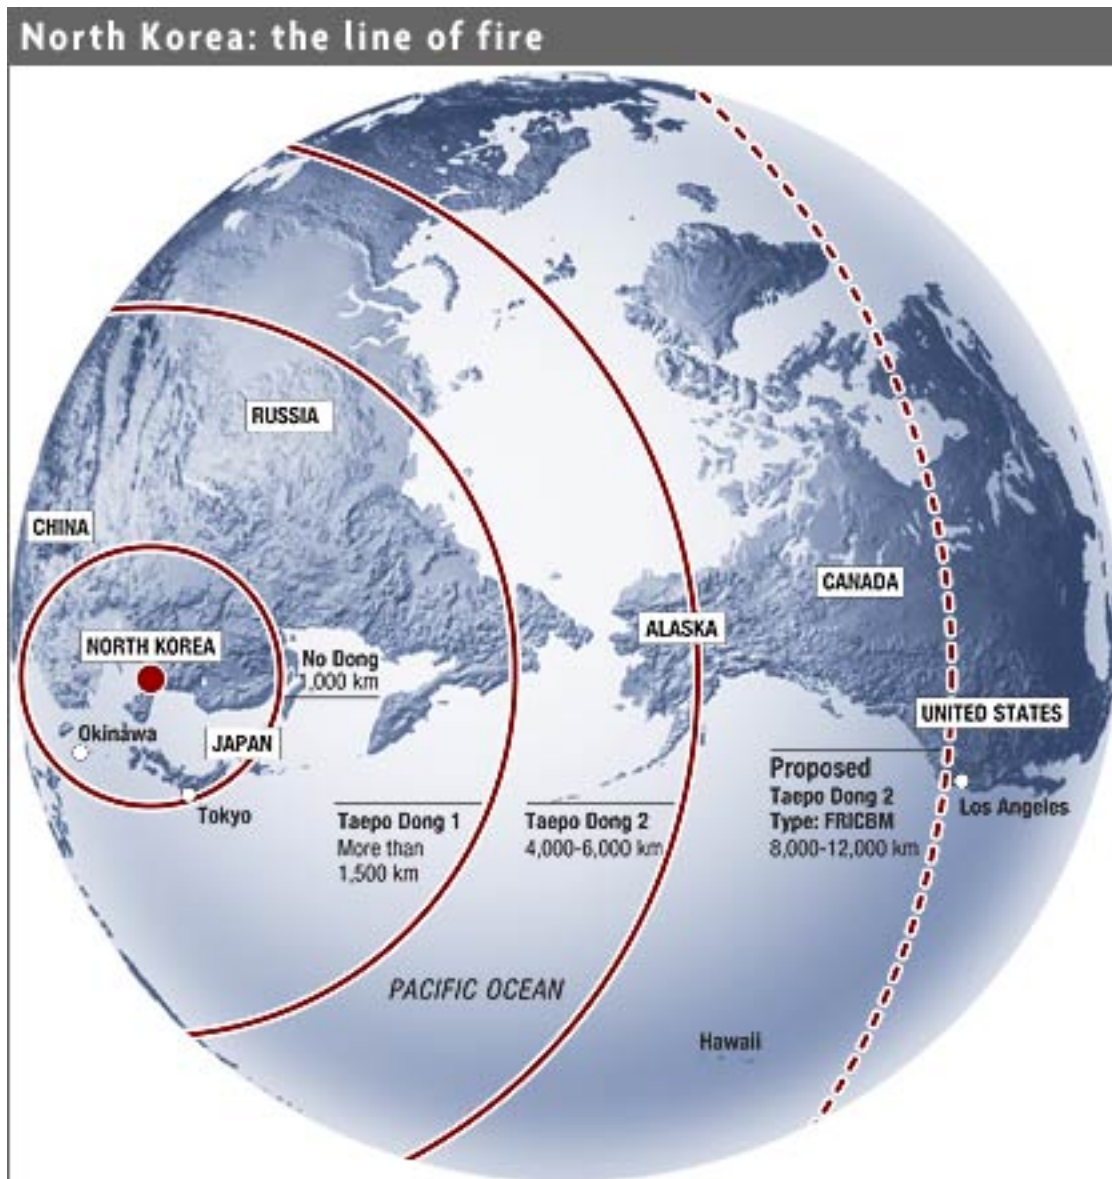 North Korea: the line of fire
RUSSIA
CHINA
CANADA
NORTH KOREA
ALASKA
No Dong
1,000 km
UNITED STATES
Okinawa
JAPAN
Tokyo
Taepo Dong 1
More than
1,500 km
Taepo Dong 2
4,000-6,000 km
Proposed
Taepo Dong 2
Type: FRICBM
8,000-12,000 km
Los Angeles
PACIFIC OCEAN
Hawaii